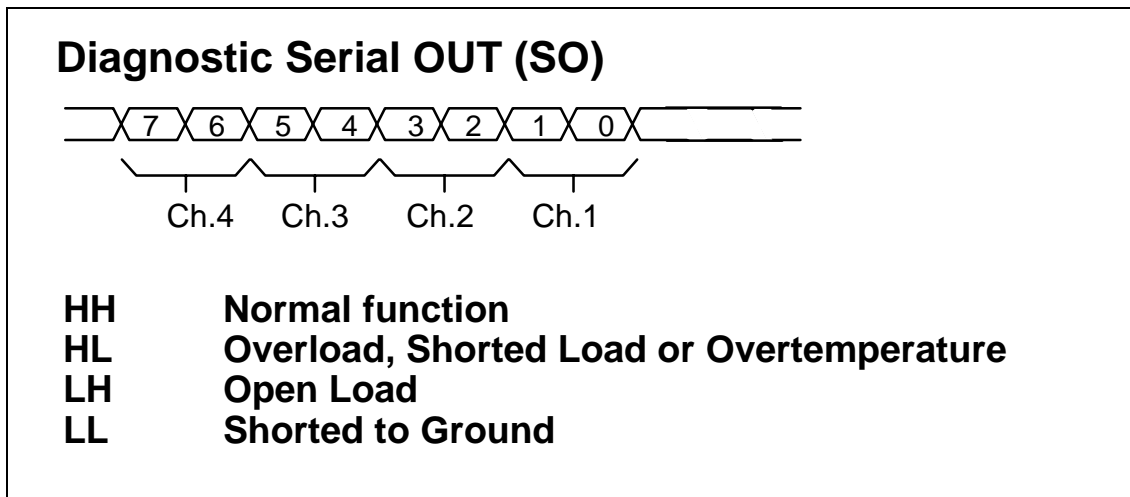 Diagnostic Serial OUT (SO)
7 6 5 4 3 2 1 0
Ch.4 Ch.3 Ch.2 Ch.1
HH Normal function
HL Overload, Shorted Load or Overtemperature
LH Open Load
LL Shorted to Ground